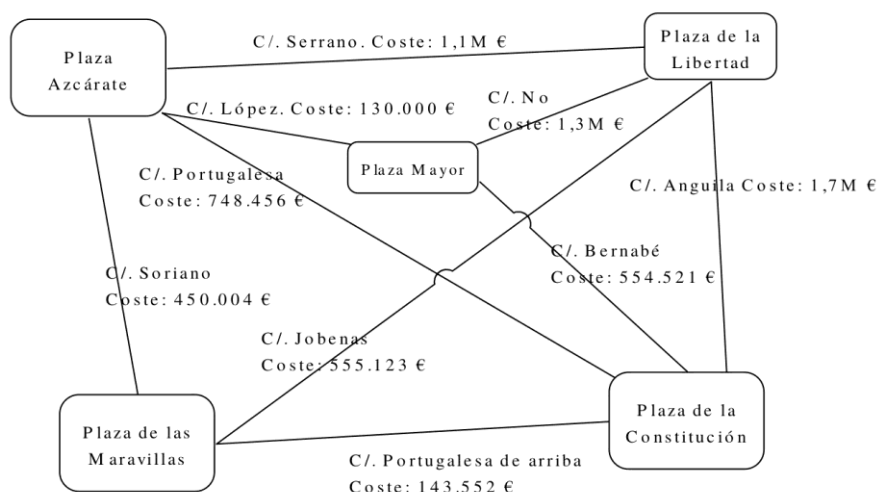 Plaza
Azcárate
C/. Serrano. Coste: 1,1M €
Plaza de la
Libertad
C/. López. Coste: 130.000 €
C/. No
Coste: 1,3M €
Plaza Mayor
C/. Portugalesa
Coste: 748.456 €
C/. Anguila Coste: 1,7M €
C/. Bernabé
Coste: 554.521 €
C/. Soriano
Coste: 450.004 €
C/. Jobenas
Coste: 555.123 €
Plaza de las
Maravillas
Plaza de la
Constitución
C/. Portugalesa de arriba
Coste: 143.552 €